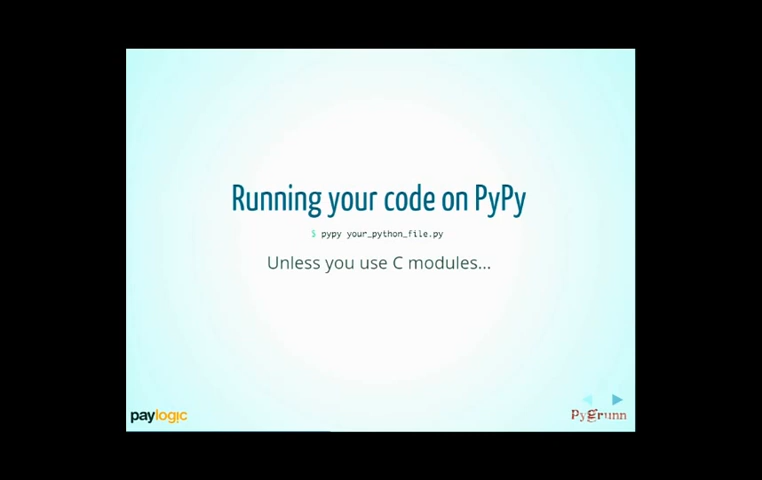 Running your code on PyPy
$ pypy your_python_file.py
Unless you use C modules...
paylogic
Pygrunn